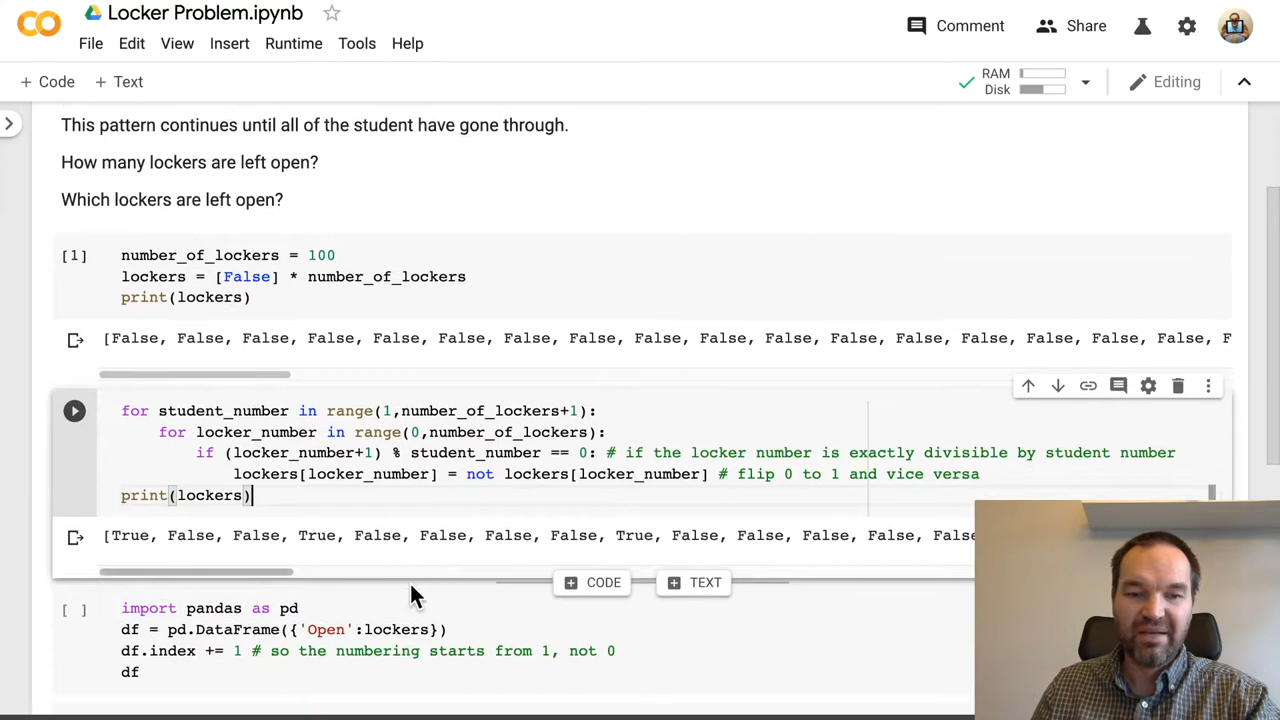 Locker Problem.ipynb
File Edit View Insert Runtime Tools Help
Comment
Share
+ Code + Text
RAM
Disk
Editing
This pattern continues until all of the student have gone through.
How many lockers are left open?
Which lockers are left open?
[1]
number_of_lockers = 100
lockers = [False] * number_of_lockers
print(lockers)
[False, False, False, False, False, False, False, False, False, False, False, False, False, False, False, False, False, F
for student_number in range(1,number_of_lockers+1):
for locker_number in range(0,number_of_lockers):
if (locker_number+1) % student_number == 0: # if the locker number is exactly divisible by student number
lockers[locker_number] = not lockers[locker_number] # flip 0 to 1 and vice versa
print(lockers)
[True, False, False, True, False, False, False, False, True, False, False, False, False, Fals
+ CODE + TEXT
[ ]
import pandas as pd
df = pd.DataFrame({'Open':lockers})
df.index += 1 # so the numbering starts from 1, not 0
df